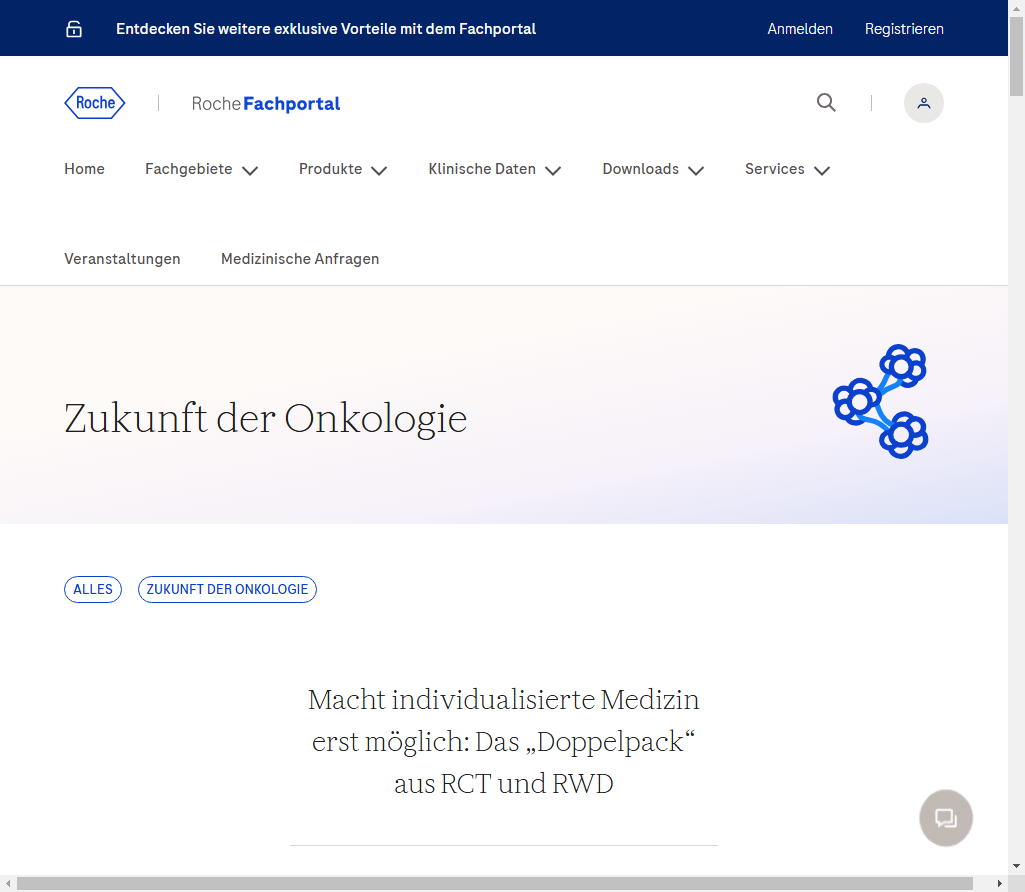 Entdecken Sie weitere exklusive Vorteile mit dem Fachportal
Anmelden
Registrieren
Roche
Roche Fachportal
Home
Fachgebiete
Produkte
Klinische Daten
Downloads
Services
Veranstaltungen
Medizinische Anfragen
Zukunft der Onkologie
ALLES
ZUKUNFT DER ONKOLOGIE
Macht individualisierte Medizin
erst möglich: Das „Doppelpack“
aus RCT und RWD